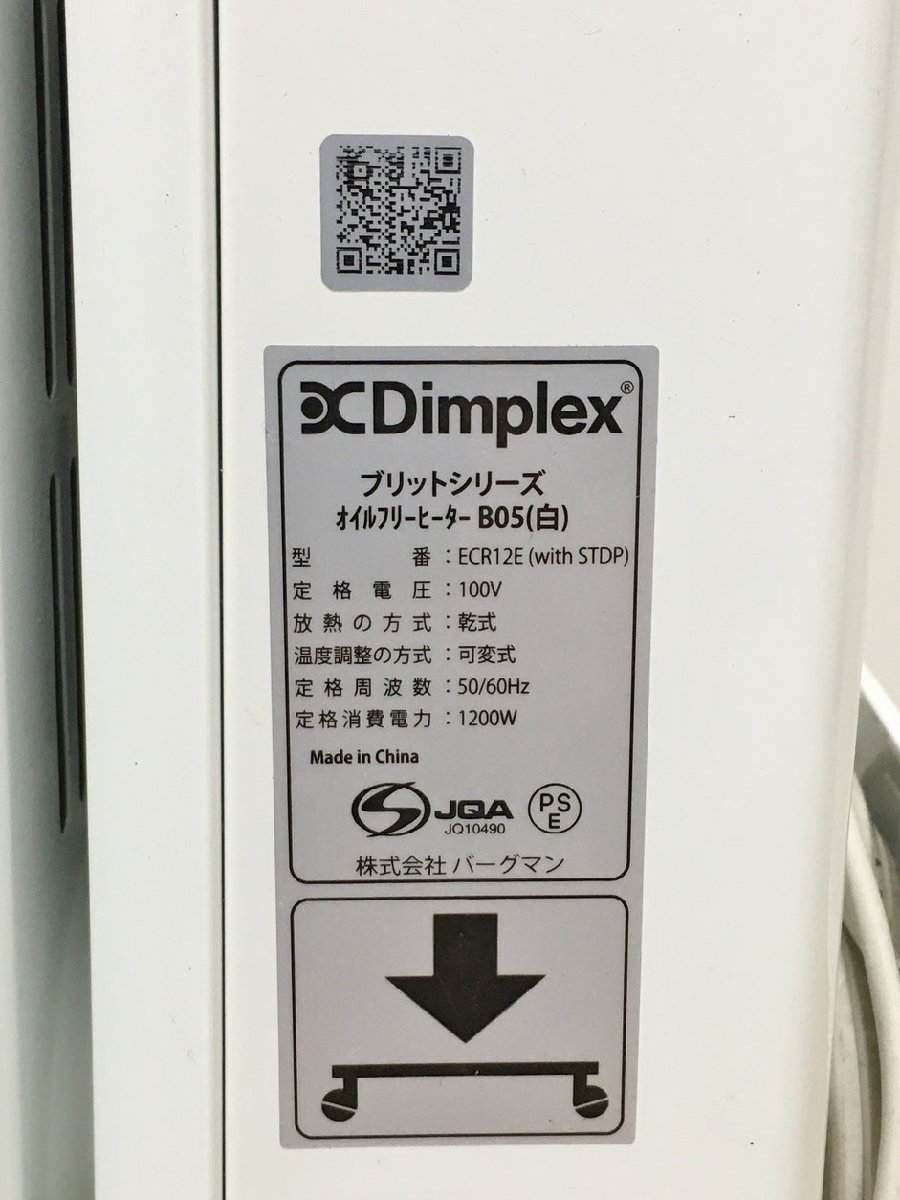 Dimplex®
ブリットシリーズ
オイルフリーヒーター B05(白)
型番：ECR12E (with STDP)
定格電圧：100V
放熱の方式：乾式
温度調整の方式：可変式
定格周波数：50/60Hz
定格消費電力：1200W
Made in China
JQA
JQ10490
PS
E
株式会社 バーグマン